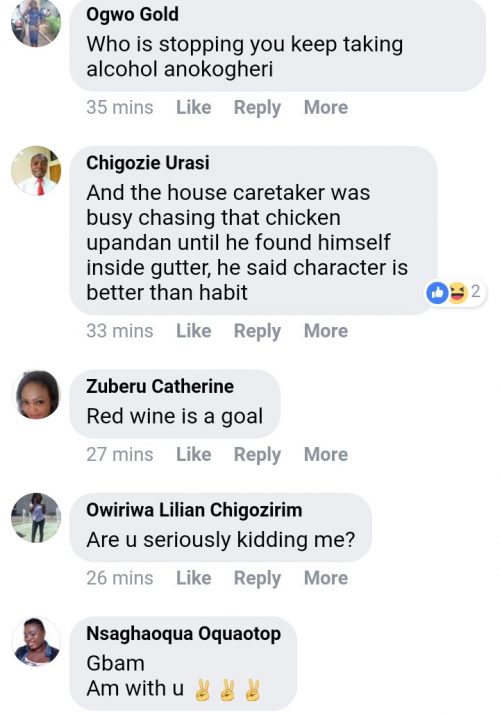 Ogwo Gold
Who is stopping you keep taking
alcohol anokogheri
35 mins Like Reply More
Chigozie Urasi
And the house caretaker was
busy chasing that chicken
upandan until he found himself
inside gutter, he said character is
better than habit
2
33 mins Like Reply More
Zuberu Catherine
Red wine is a goal
27 mins Like Reply More
Owiriwa Lilian Chigozirim
Are u seriously kidding me?
26 mins Like Reply More
Nsaghaoqua Oquaotop
Gbam
Am with u ✌️✌️✌️